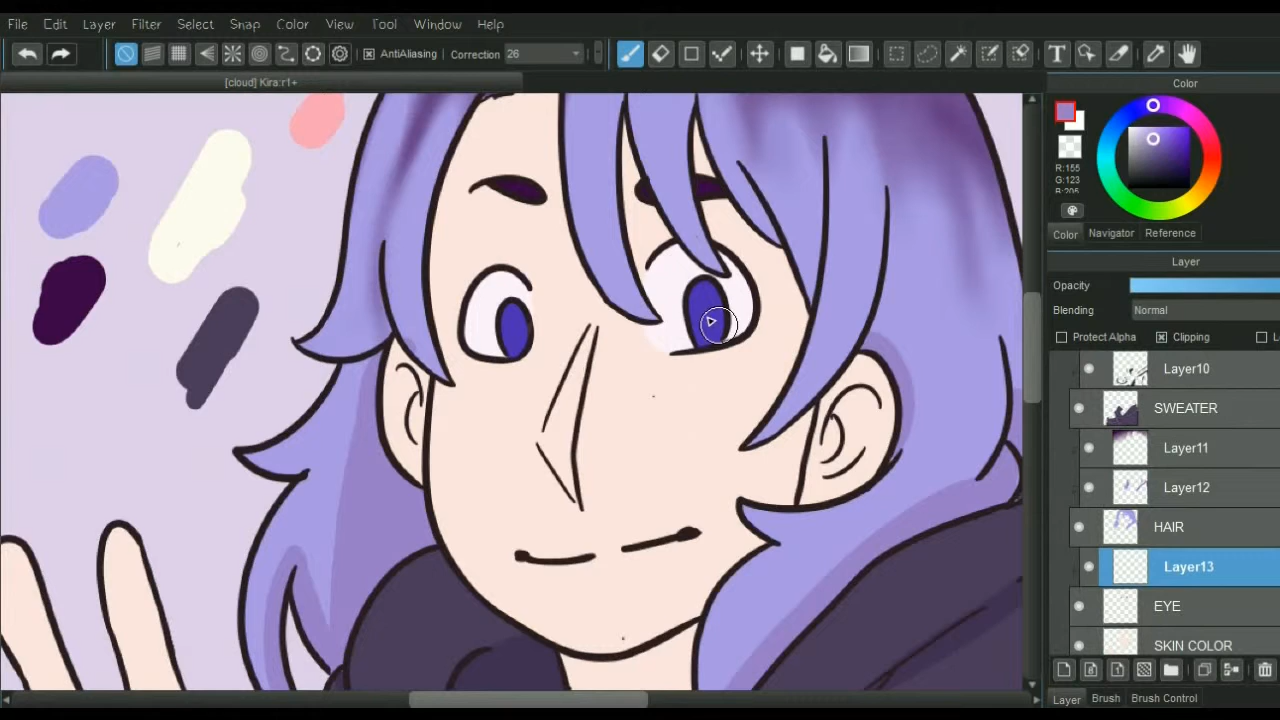 File Edit Layer Filter Select Snap Color View Tool Window Help
AntiAliasing Correction 26
T
[cloud] Kira:r1+
Color
R:155
G:123
B:205
Color Navigator Reference
Layer
Opacity
Blending Normal
Protect Alpha Clipping L
Layer10
SWEATER
Layer11
Layer12
HAIR
Layer13
EYE
SKIN COLOR
Layer Brush Brush Control